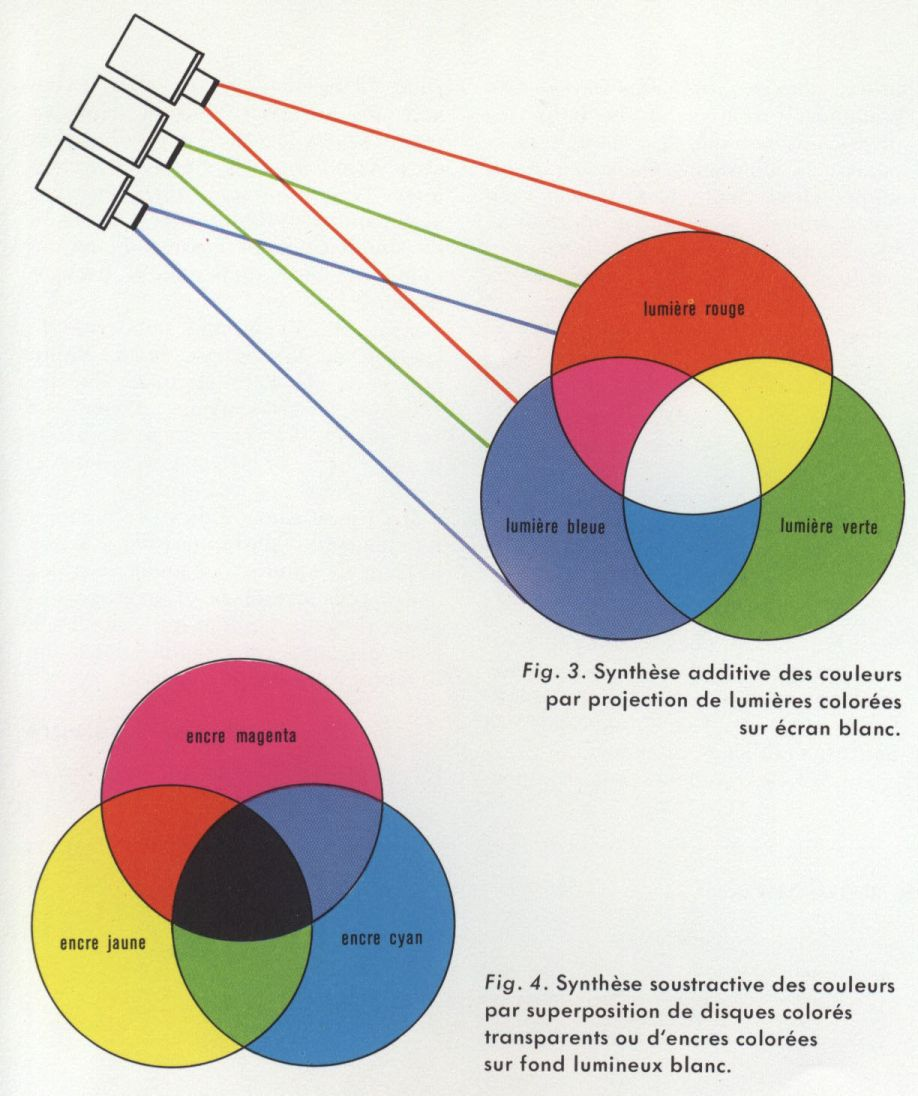 lumière rouge
lumière bleue
lumière verte
Fig. 3. Synthèse additive des couleurs
par projection de lumières colorées
sur écran blanc.
encre magenta
encre jaune
encre cyan
Fig. 4. Synthèse soustractive des couleurs
par superposition de disques colorés
transparents ou d'encres colorées
sur fond lumineux blanc.